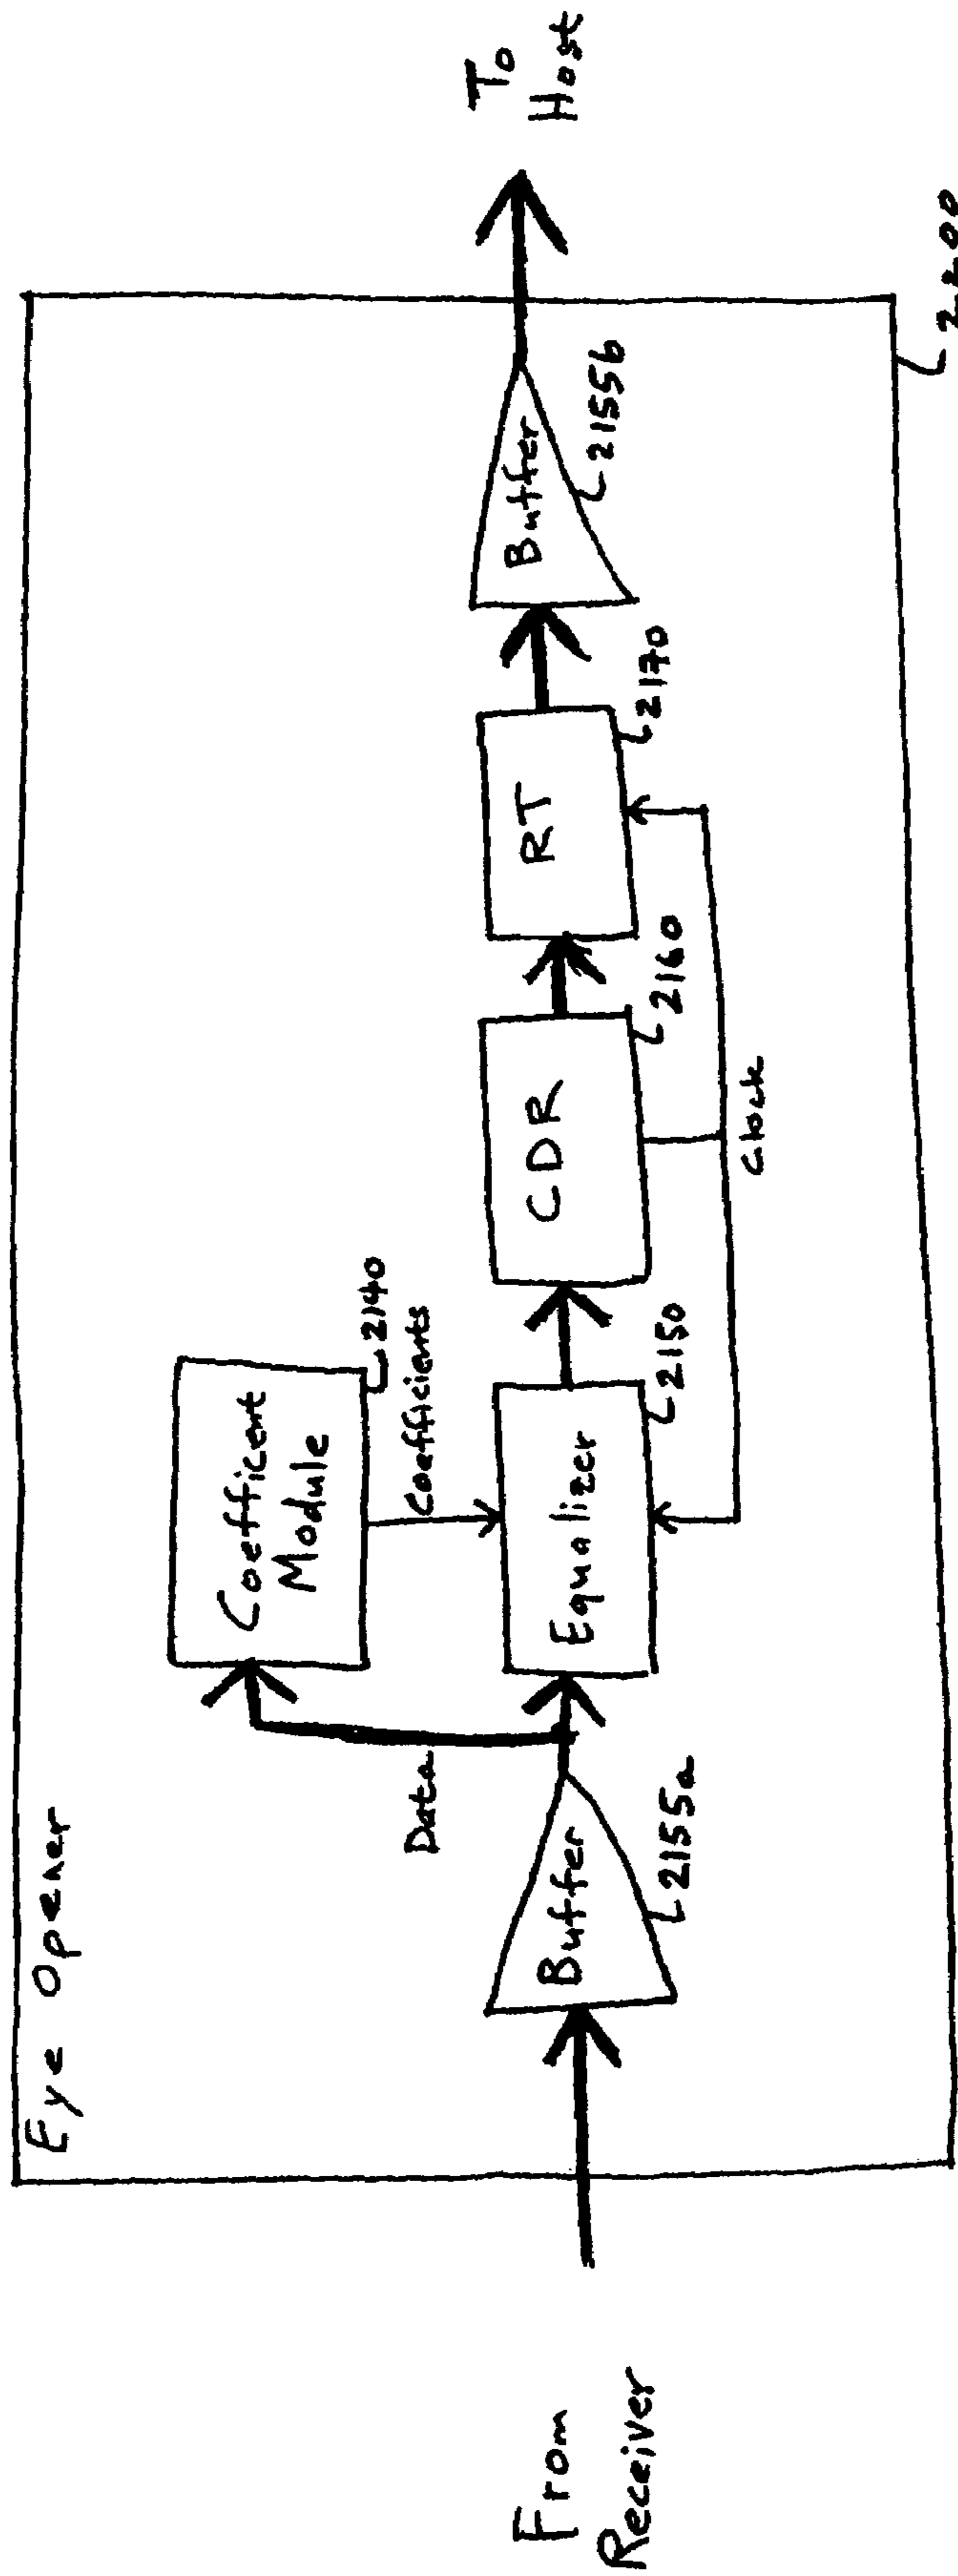 Eye Opener
From
Receiver
Buffer
2155a
Data
Coefficient
Module
2140
Coefficients
Equalizer
2150
CDR
2160
Clock
RT
2170
Buffer
2155b
To
Host